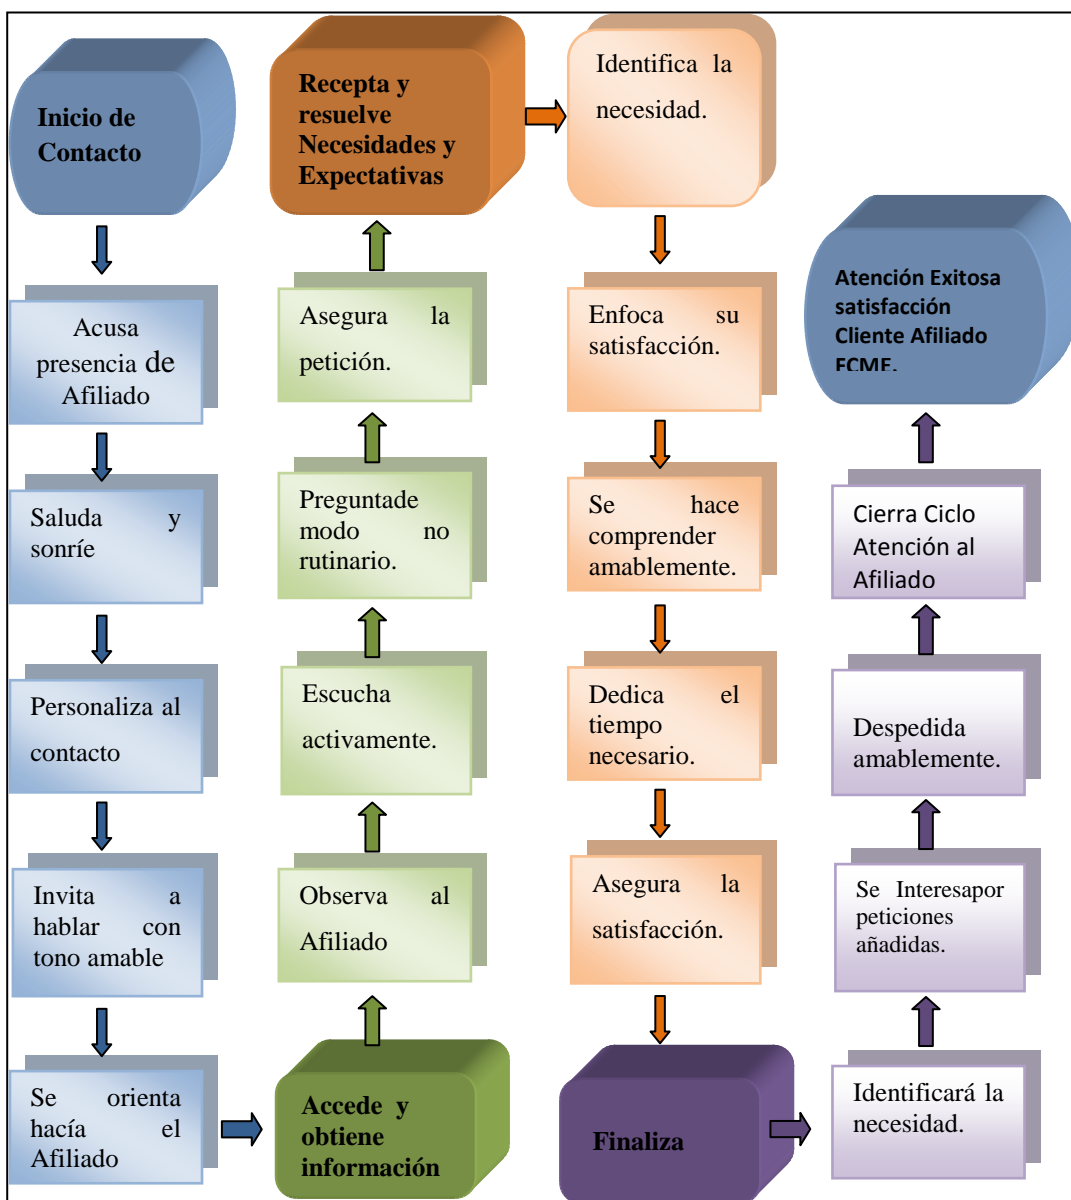 Inicio de
Contacto
Acusa
presencia de
Afiliado
Saluda y
sonríe
Personaliza al
contacto
Invita a
hablar con
tono amable
Se orienta
hacía el
Afiliado
Accede y
obtiene
información
Observa al
Afiliado
Escucha
activamente.
Preguntade
modo no
rutinario.
Asegura la
petición.
Recepta y
resuelve
Necesidades y
Expectativas
Identifica la
necesidad.
Enfoca su
satisfacción.
Se hace
comprender
amablemente.
Dedica el
tiempo
necesario.
Asegura la
satisfacción.
Finaliza
Identificará la
necesidad.
Se Interesapor
peticiones
añadidas.
Despedida
amablemente.
Cierra Ciclo
Atención al
Afiliado
Atención Exitosa
satisfacción
Cliente Afiliado
FCME.